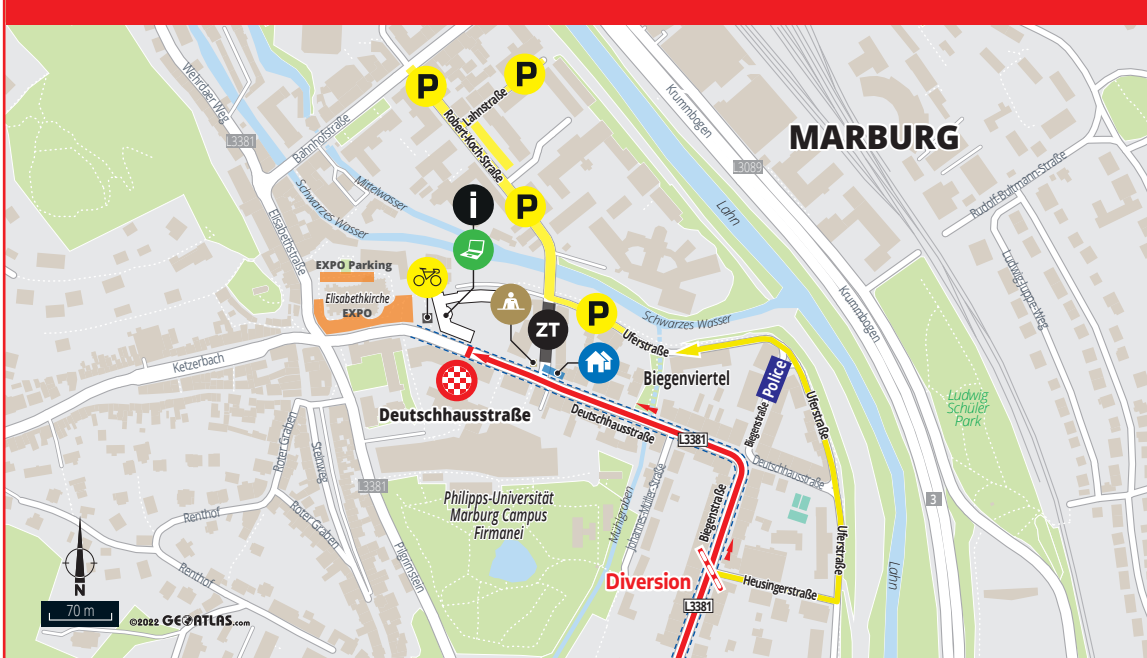 P
P
Lahnstraße
Robert-Koch-Straße
Wehrdaer Weg
L3381
Bahnhofstraße
Krummbogen
MARBURG
L3089
Rudolf-Bultmann-Straße
Mittelwasser
Schwarzes Wasser
i
P
Lahn
Elisabethstraße
Ludwig-Juppe-Weg
EXPO Parking
Elisabethkirche
EXPO
Krummbogen
ZT
P
Schwarzes Wasser
Uferstraße
Ketzerbach
Biegenviertel
Police
Deutschhausstraße
Deutschhausstraße
Biegenstraße
Uferstraße
Ludwig
Schüler
Park
L3381
Roter Graben
Steinweg
Deutschhausstraße
L3381
Philipps-Universität
Marburg Campus
Firmanei
Mühlgraben
Johannes-Müller-Straße
Biegenstraße
3
Renthof
Roter Graben
Pilgrimstein
Uferstraße
Lahn
Renthof
N
Diversion
Heusingerstraße
L3381
70 m
©2022 GEOATLAS.com